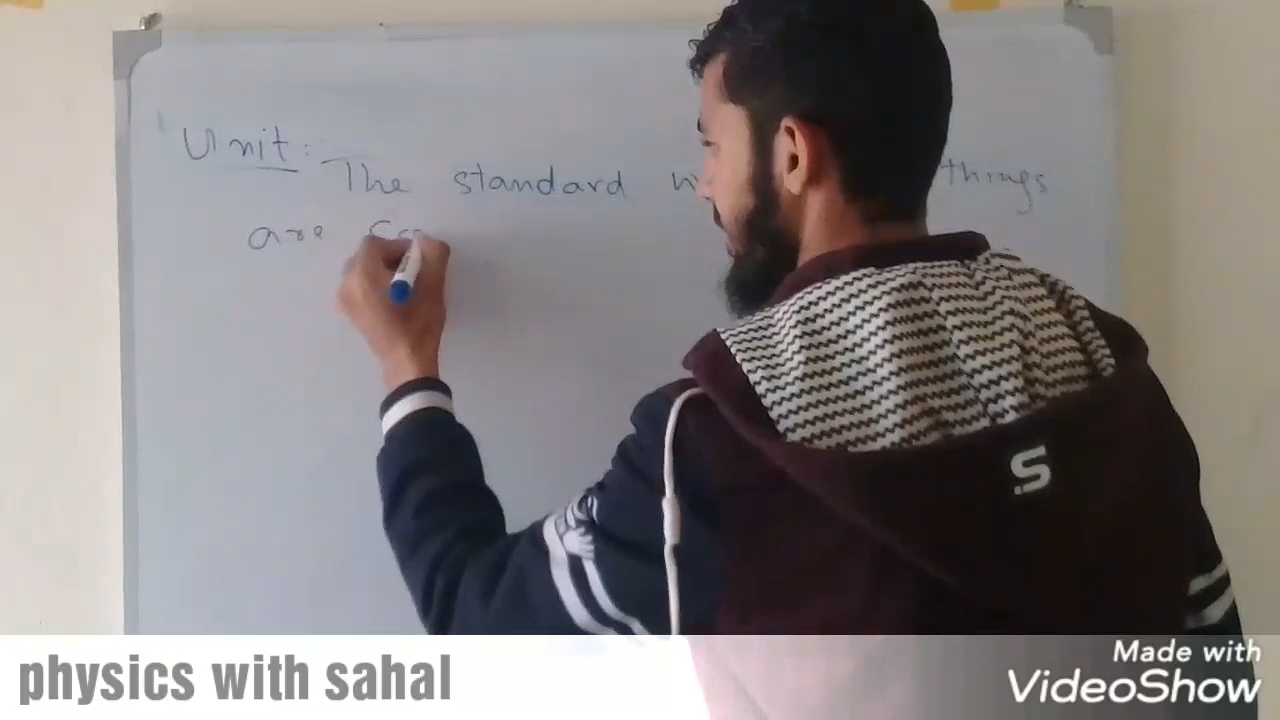 Unit:
The standard things
are
S
physics with sahal
Made with
VideoShow